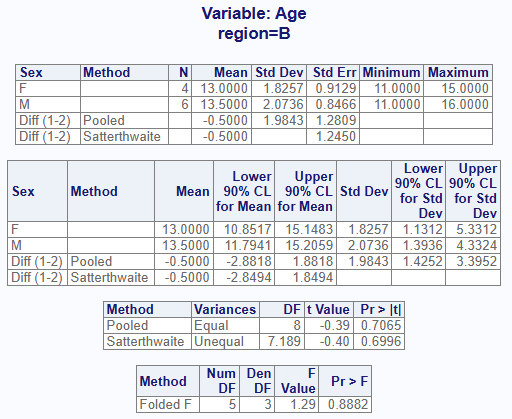 Variable: Age
region=B
Sex Method N Mean Std Dev Std Err Minimum Maximum
F 4 13.0000 1.8257 0.9129 11.0000 15.0000
M 6 13.5000 2.0736 0.8466 11.0000 16.0000
Diff (1-2) Pooled -0.5000 1.9843 1.2809
Diff (1-2) Satterthwaite -0.5000 1.2450
Lower Upper
Lower Upper 90% CL 90% CL
Sex Method Mean 90% CL 90% CL Std Dev for Std for Std
for Mean for Mean Dev Dev
F 13.0000 10.8517 15.1483 1.8257 1.1312 5.3312
M 13.5000 11.7941 15.2059 2.0736 1.3936 4.3324
Diff (1-2) Pooled -0.5000 -2.8818 1.8818 1.9843 1.4252 3.3952
Diff (1-2) Satterthwaite -0.5000 -2.8494 1.8494
Method Variances DF t Value Pr > |t|
Pooled Equal 8 -0.39 0.7065
Satterthwaite Unequal 7.189 -0.40 0.6996
Num Den F
Method DF DF Value Pr > F
Folded F 5 3 1.29 0.8882